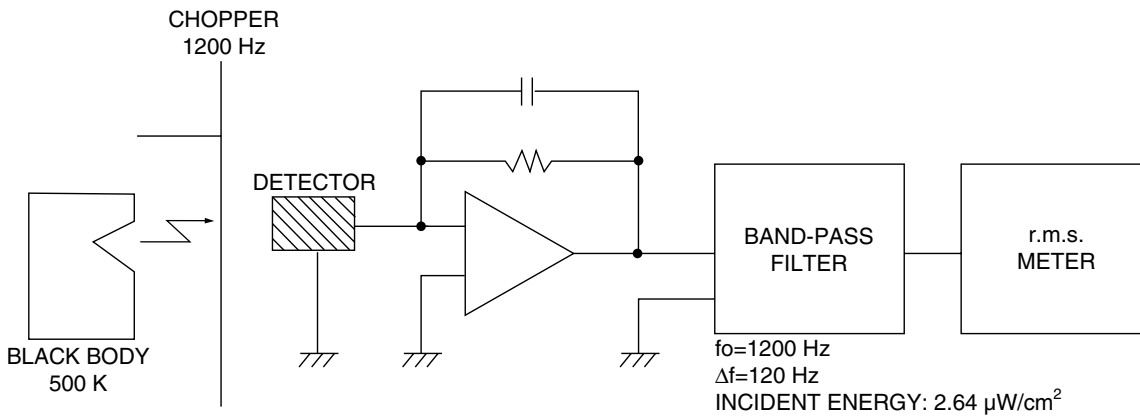 CHOPPER
1200 Hz
DETECTOR
BLACK BODY
500 K
BAND-PASS
FILTER
r.m.s.
METER
fo=1200 Hz
Δf=120 Hz
INCIDENT ENERGY: 2.64 μW/cm²